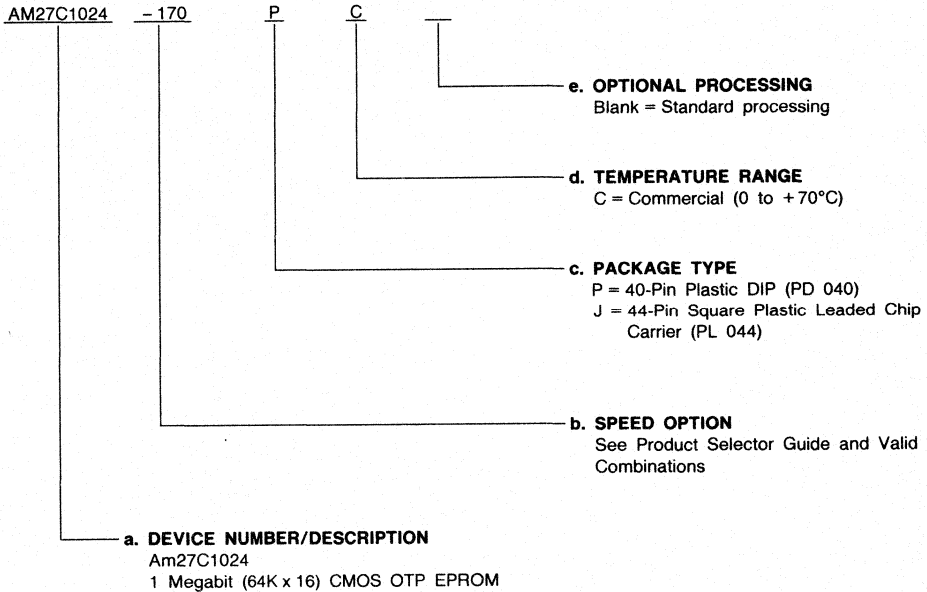 AM27C1024 -170 P C
e. OPTIONAL PROCESSING
Blank = Standard processing
d. TEMPERATURE RANGE
C = Commercial (0 to +70°C)
c. PACKAGE TYPE
P = 40-Pin Plastic DIP (PD 040)
J = 44-Pin Square Plastic Leaded Chip
Carrier (PL 044)
b. SPEED OPTION
See Product Selector Guide and Valid
Combinations
a. DEVICE NUMBER/DESCRIPTION
Am27C1024
1 Megabit (64K x 16) CMOS OTP EPROM